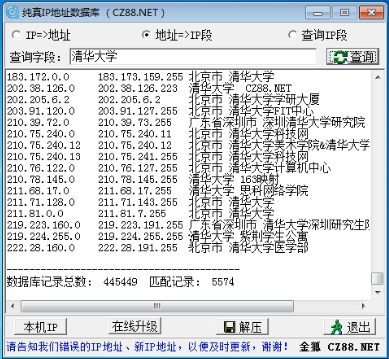 纯真IP地址数据库 (CZ88.NET)
IP=>地址 地址=>IP段 查询IP段
查询字段: 清华大学 查询
183.172.0.0 183.173.159.255 北京市 清华大学
202.38.126.0 202.38.126.223 清华大学 CZ88.NET
202.205.6.2 202.205.6.2 北京市 清华大学学研大厦
203.91.120.0 203.91.127.255 北京市 清华大学FIT中心
210.72.39.0 210.39.73.255 广东省深圳市 深圳清华大学研究院
210.75.240.0 210.75.240.11 北京市 清华大学科技网
210.75.240.12 210.75.240.12 北京市 清华大学美术学院&清华大学
210.75.240.13 210.75.241.255 北京市 清华大学科技网
210.76.122.0 210.76.127.255 北京市 清华大学计算机中心
210.78.145.0 210.78.145.255 清华大学 163映射
211.68.17.0 211.68.17.255 清华大学 思科网络学院
211.71.128.0 211.71.143.255 北京市 清华大学
211.81.0.0 211.81.7.255 北京市 清华大学
219.223.160.0 219.223.191.255 广东省深圳市 清华大学深圳研究生院
219.224.255.0 219.224.255.255 清华大学 紫荆学生公寓
222.28.160.0 222.28.191.255 北京市 清华大学医学部
数据库记录总数: 445449 匹配记录: 5574
本机IP 在线升级 解压 退出
请告知我们错误的IP地址、新IP地址,以便及时更新,谢谢! 金狐 CZ88.NET